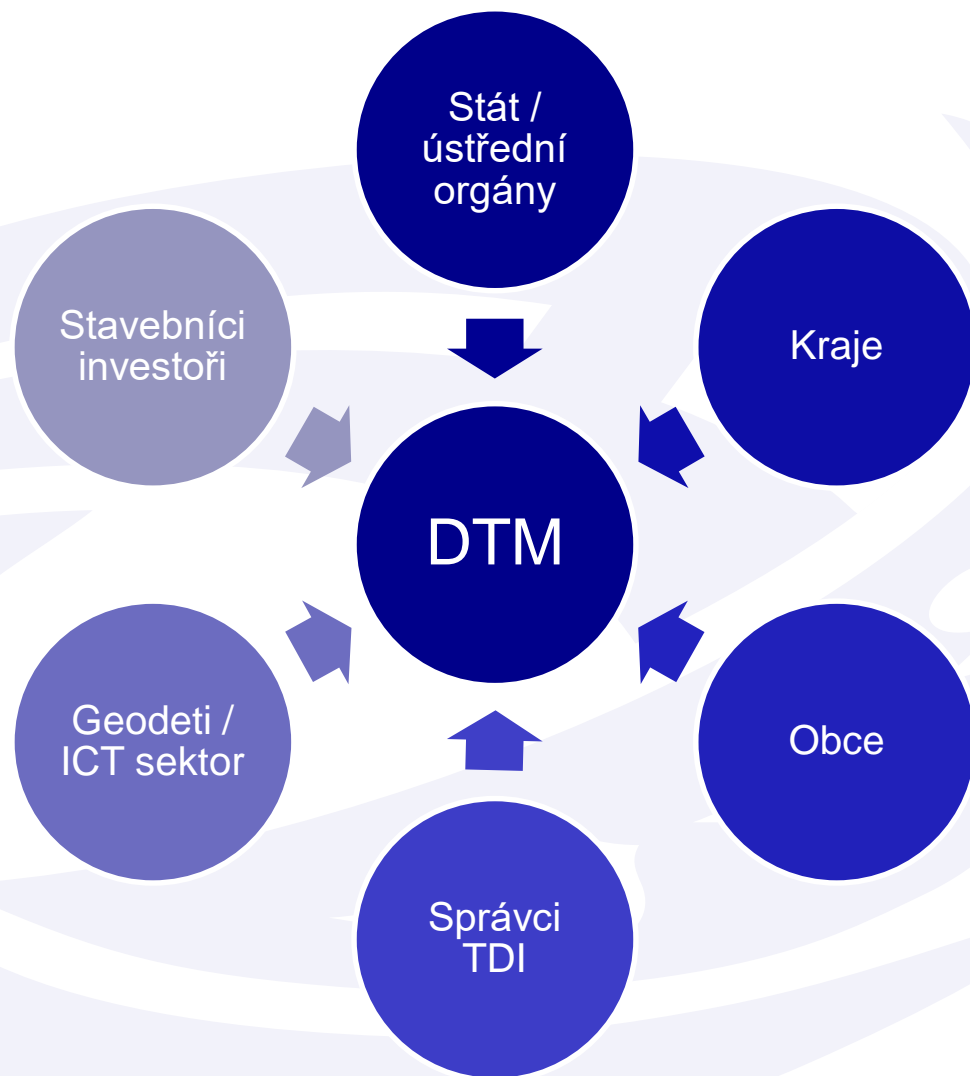 Stát /
ústřední
orgány
Stavebníci
investoři
Kraje
DTM
Geodeti /
ICT sektor
Obce
Správci
TDI